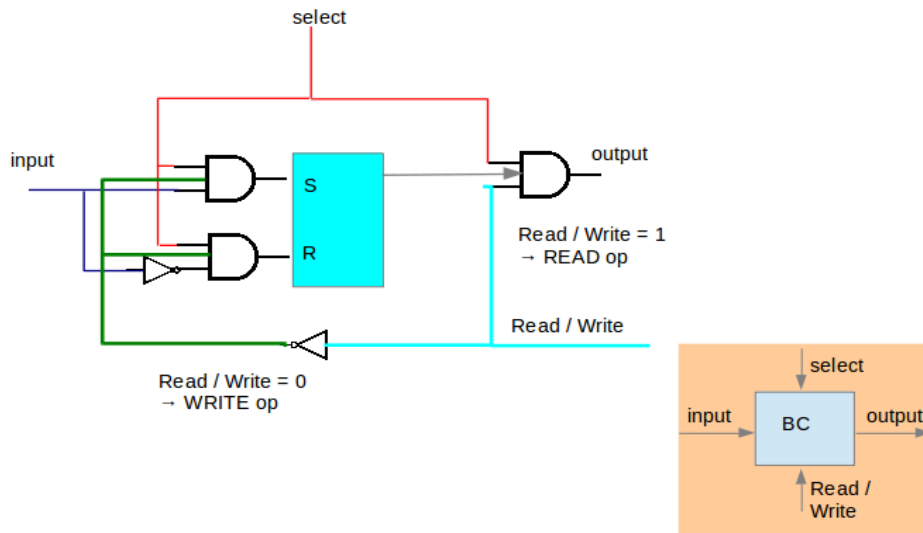 select
input
output
S
R
Read / Write = 1
→ READ op
Read / Write
Read / Write = 0
→ WRITE op
select
input
BC
output
Read /
Write